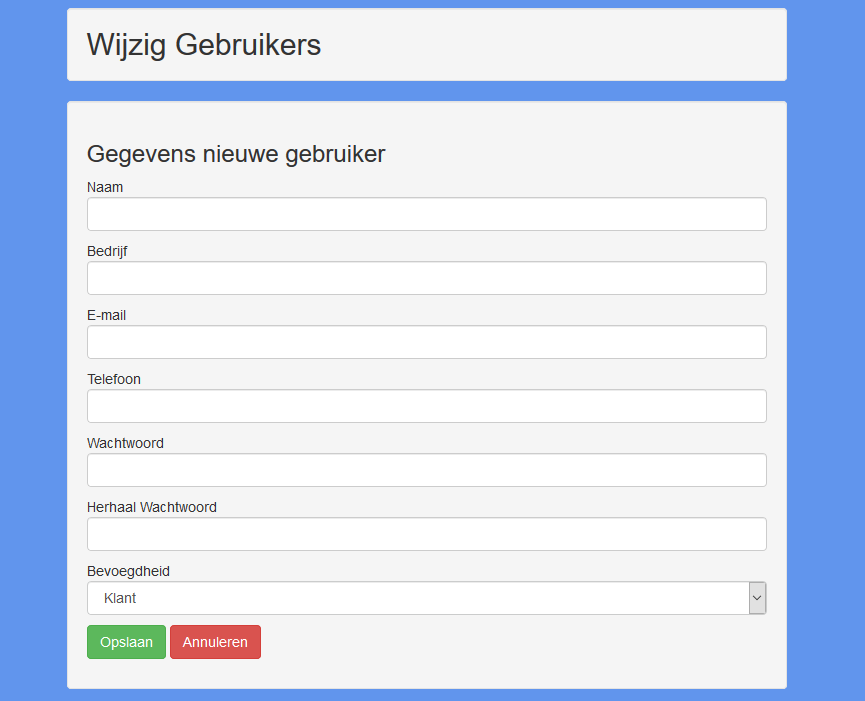 Wijzig Gebruikers
Gegevens nieuwe gebruiker
Naam
Bedrijf
E-mail
Telefoon
Wachtwoord
Herhaal Wachtwoord
Bevoegdheid
Klant
Opslaan Annuleren